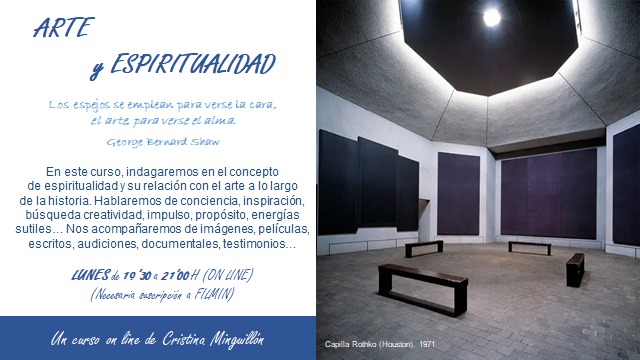 ARTE
y ESPIRITUALIDAD
Los espejos se emplean para verse la cara,
el arte para verse el alma.
George Bernard Shaw
En este curso, indagaremos en el concepto
de espiritualidad y su relación con el arte a lo largo
de la historia. Hablaremos de conciencia, inspiración,
búsqueda creatividad, impulso, propósito, energías
sutiles… Nos acompañaremos de imágenes, películas,
escritos, audiciones, documentales, testimonios…
LUNES de 19´30 a 21´00 H (ON LINE)
(Necesaria suscripción a FILMIN)
Un curso on line de Cristina Minguillón
Capilla Rothko (Houston). 1971